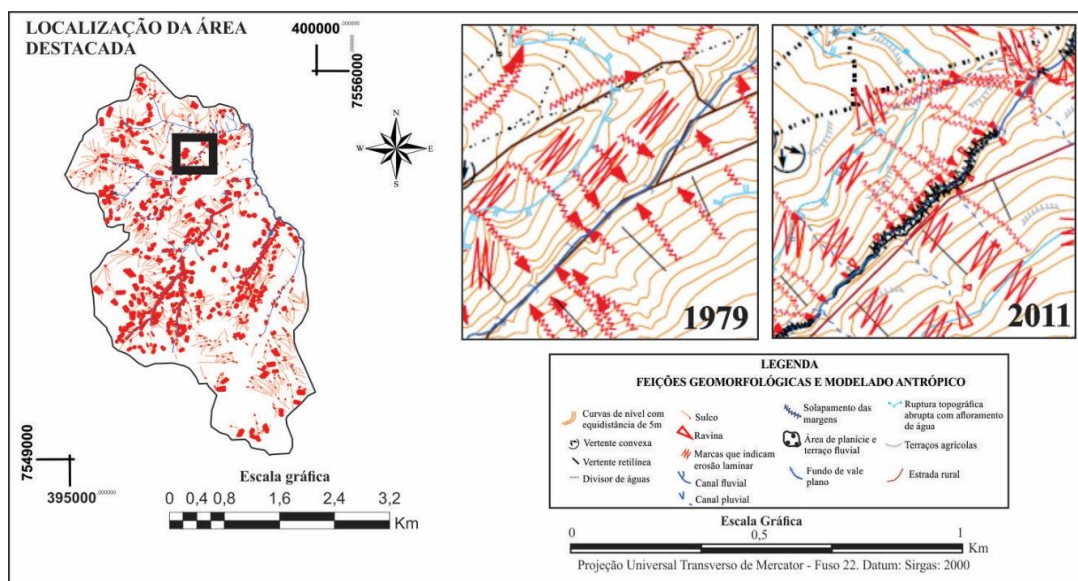 LOCALIZAÇÃO DA ÁREA
DESTACADA
400000,000000
7556000,000000
N
W
E
S
7549000
395000,000000
Escala gráfica
0 0,4 0,8 1,6 2,4 3,2
Km
1979
2011
LEGENDA
FEIÇÕES GEOMORFOLÓGICAS E MODELADO ANTRÓPICO
Curvas de nível com
equidistância de 5m
Vertente convexa
Vertente retilínea
Divisor de águas
Sulco
Ravina
Marcas que indicam
erosão laminar
Canal fluvial
Canal pluvial
Solapamento das
margens
Área de planície e
terraço fluvial
Fundo de vale
plano
Ruptura topográfica
abrupta com afloramento
de água
Terraços agrícolas
Estrada rural
Escala Gráfica
0 0,5 1
Km
Projeção Universal Transverso de Mercator - Fuso 22. Datum: Sirgas: 2000